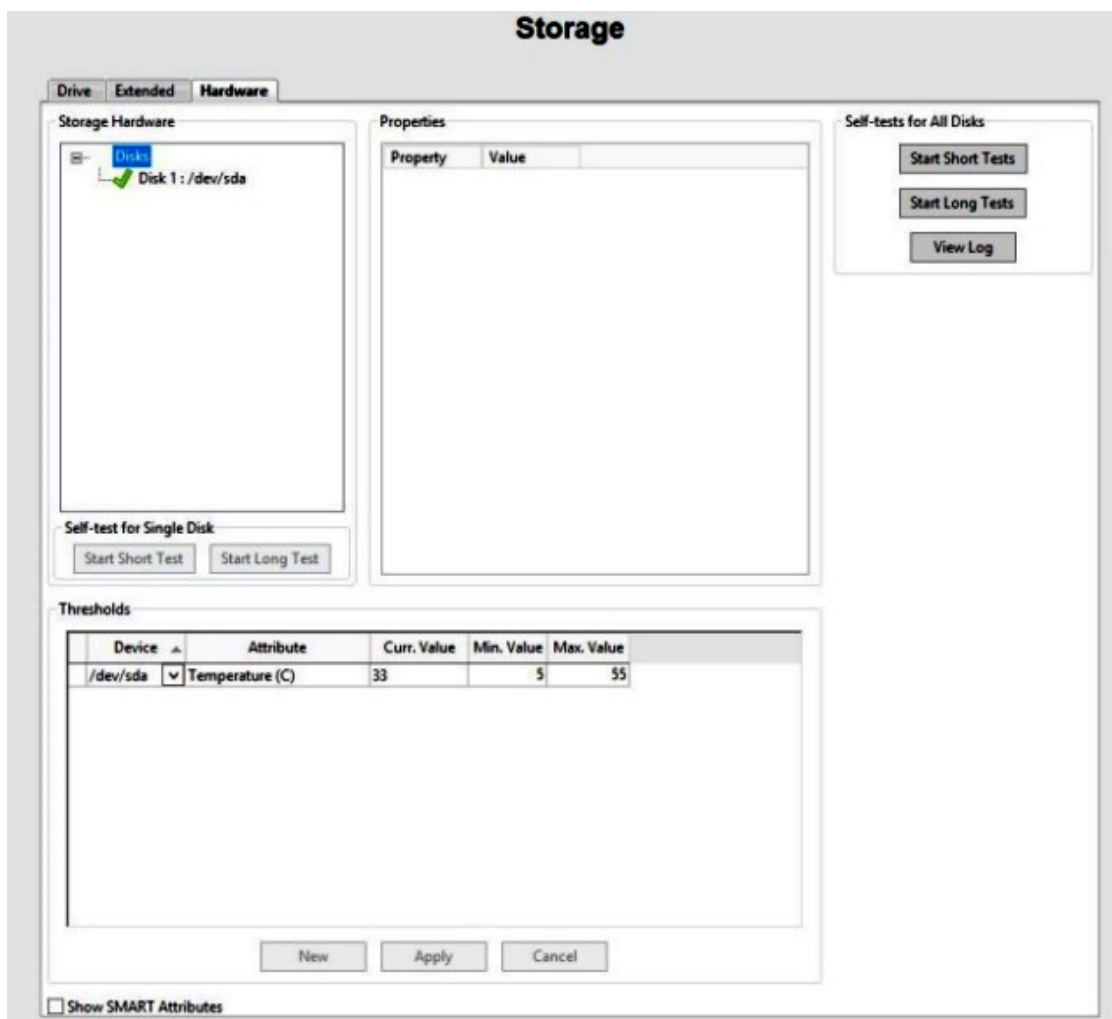 Storage
Drive Extended Hardware
Storage Hardware
Disks
Disk 1 : /dev/sda
Self-test for Single Disk
Start Short Test Start Long Test
Properties
Property Value
Self-tests for All Disks
Start Short Tests
Start Long Tests
View Log
Thresholds
Device Attribute Curr. Value Min. Value Max. Value
/dev/sda Temperature (C) 33 5 55
New Apply Cancel
Show SMART Attributes